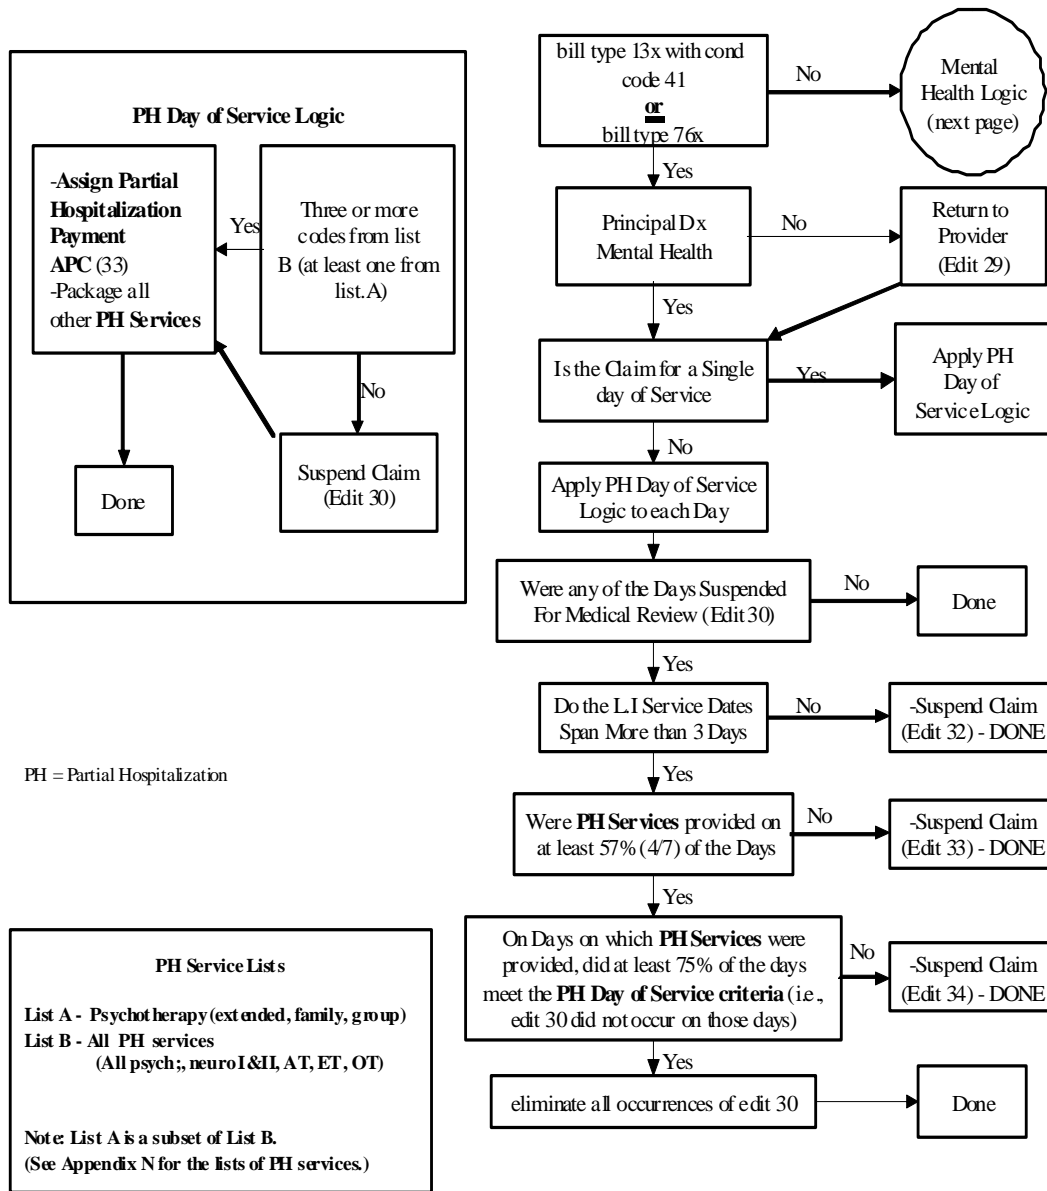 PH Day of Service Logic
-Assign Partial
Hospitalization
Payment
APC (33)
-Package all
other PH Services
Yes
Three or more
codes from list
B (at least one from
list.A)
No
Suspend Claim
(Edit 30)
Done
bill type 13x with cond
code 41
or
bill type 76x
No
Mental
Health Logic
(next page)
Yes
Principal Dx
Mental Health
No
Return to
Provider
(Edit 29)
Yes
Is the Claim for a Single
day of Service
Yes
Apply PH
Day of
Service Logic
No
Apply PH Day of Service
Logic to each Day
Were any of the Days Suspended
For Medical Review (Edit 30)
No
Done
Yes
Do the L.I Service Dates
Span More than 3 Days
No
-Suspend Claim
(Edit 32) - DONE
PH = Partial Hospitalization
Yes
Were PH Services provided on
at least 57% (4/7) of the Days
No
-Suspend Claim
(Edit 33) - DONE
Yes
On Days on which PH Services were
provided, did at least 75% of the days
meet the PH Day of Service criteria (i.e.,
edit 30 did not occur on those days)
No
-Suspend Claim
(Edit 34) - DONE
Yes
eliminate all occurrences of edit 30
Done
PH Service Lists
List A - Psychotherapy (extended, family, group)
List B - All PH services
(All psych;, neuro I&II, AT, ET, OT)
Note: List A is a subset of List B.
(See Appendix N for the lists of PH services.)